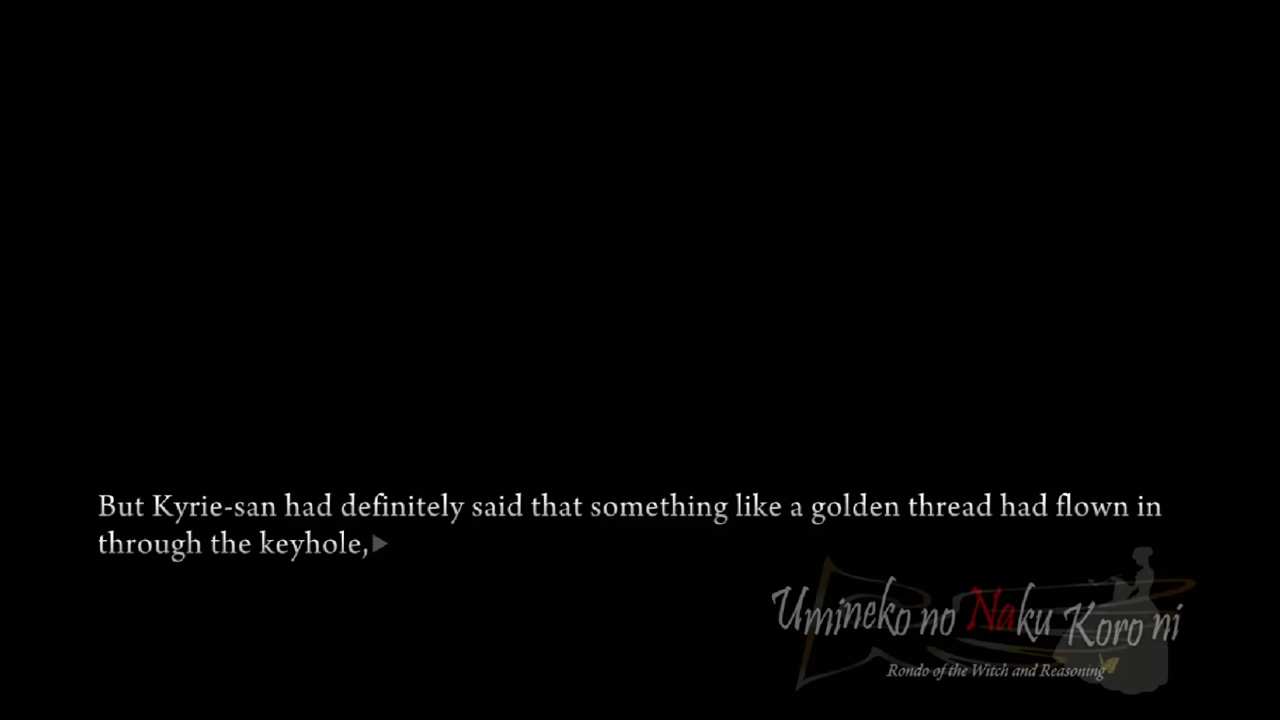 But Kyrie-san had definitely said that something like a golden thread had flown in
through the keyhole,
Umineko no Naku Koro ni
Rondo of the Witch and Reasoning